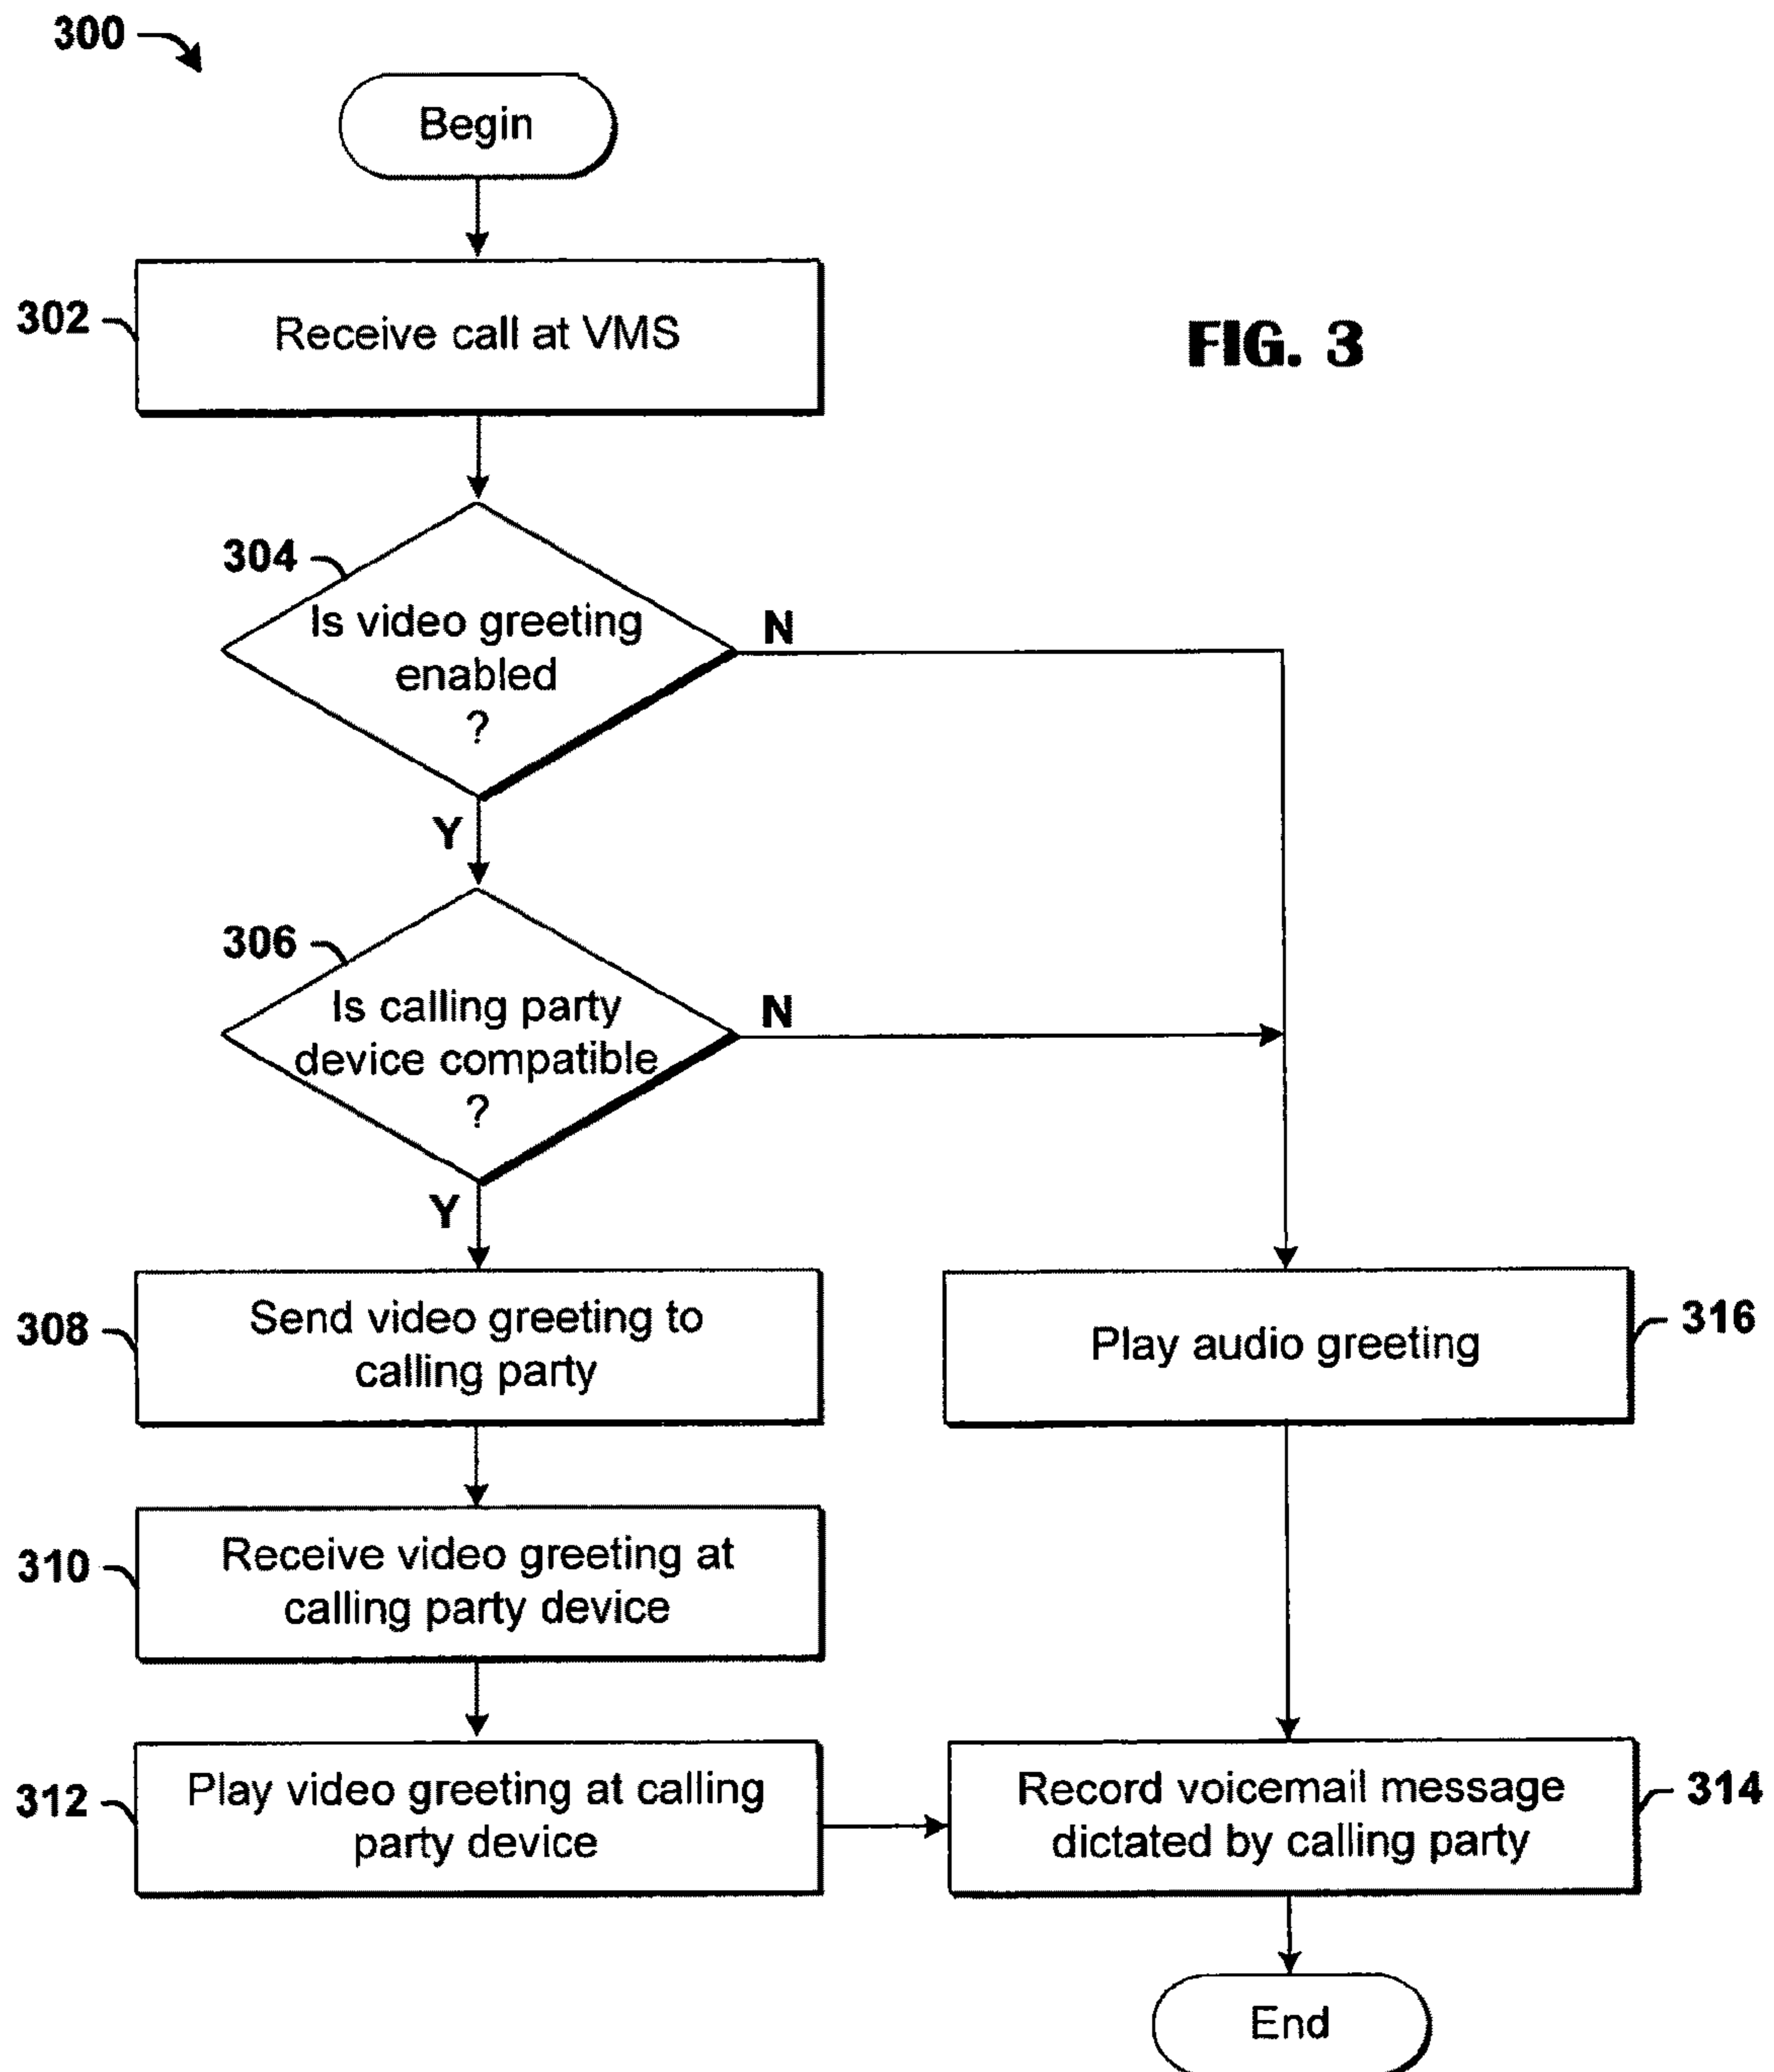 300
Begin
302
Receive call at VMS
FIG. 3
304
Is video greeting
enabled
?
N
Y
306
Is calling party
device compatible
?
N
Y
308
Send video greeting to
calling party
316
Play audio greeting
310
Receive video greeting at
calling party device
312
Play video greeting at calling
party device
314
Record voicemail message
dictated by calling party
End